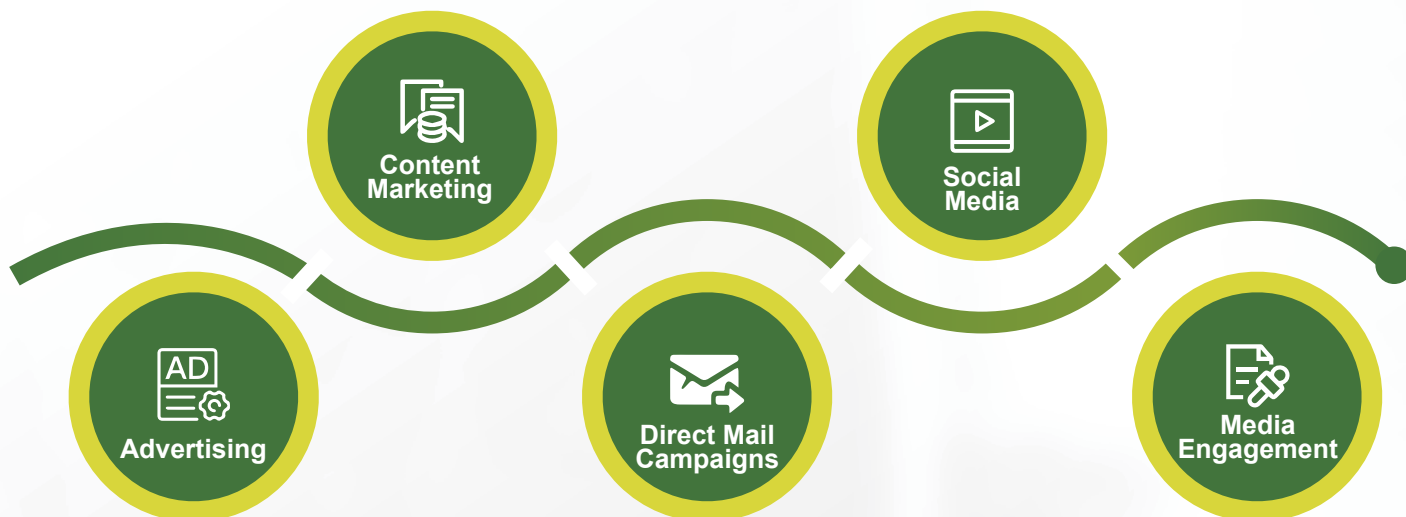 Content
Marketing
Social
Media
AD
Advertising
Direct Mail
Campaigns
Media
Engagement